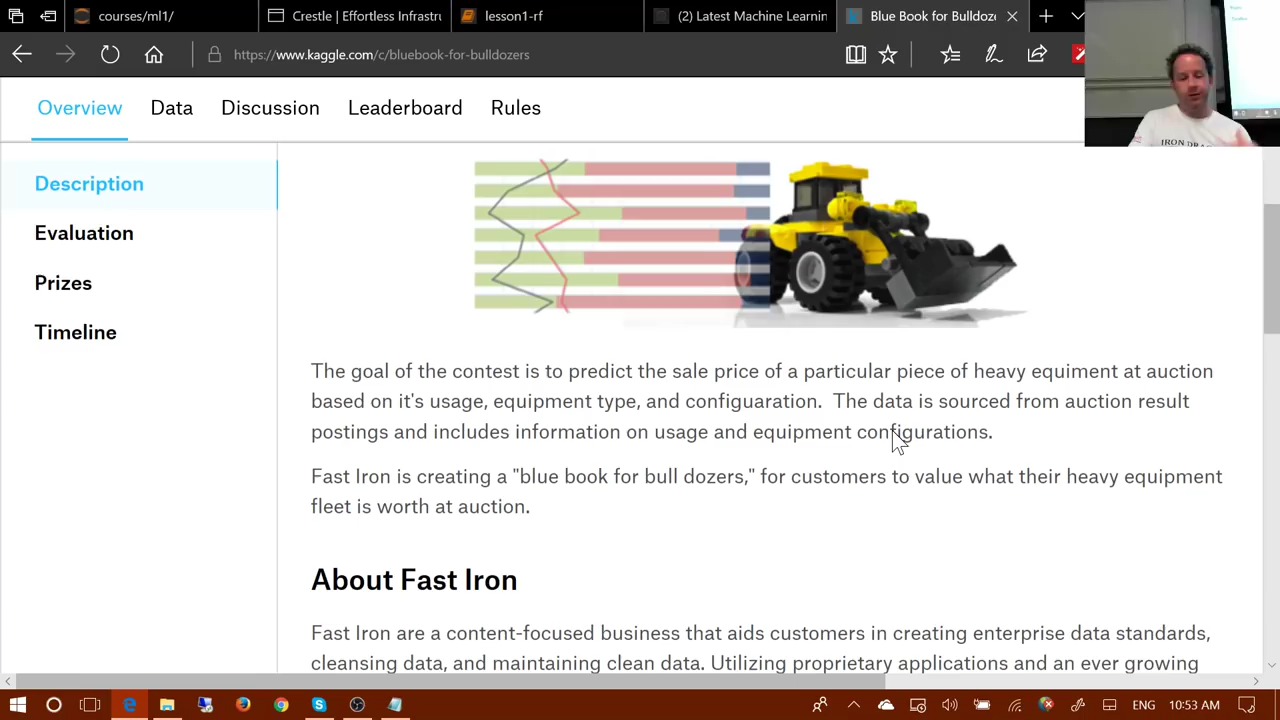 courses/ml1/
Crestle | Effortless Infrastru
lesson1-rf
(2) Latest Machine Learnin
Blue Book for Bulldoze
https://www.kaggle.com/c/bluebook-for-bulldozers
Overview
Data
Discussion
Leaderboard
Rules
Description
Evaluation
Prizes
Timeline
The goal of the contest is to predict the sale price of a particular piece of heavy equiment at auction
based on it's usage, equipment type, and configuaration.  The data is sourced from auction result
postings and includes information on usage and equipment configurations.
Fast Iron is creating a "blue book for bull dozers," for customers to value what their heavy equipment
fleet is worth at auction.
About Fast Iron
Fast Iron are a content-focused business that aids customers in creating enterprise data standards,
cleansing data, and maintaining clean data. Utilizing proprietary applications and an ever growing
IRON DRA
ENG
10:53 AM